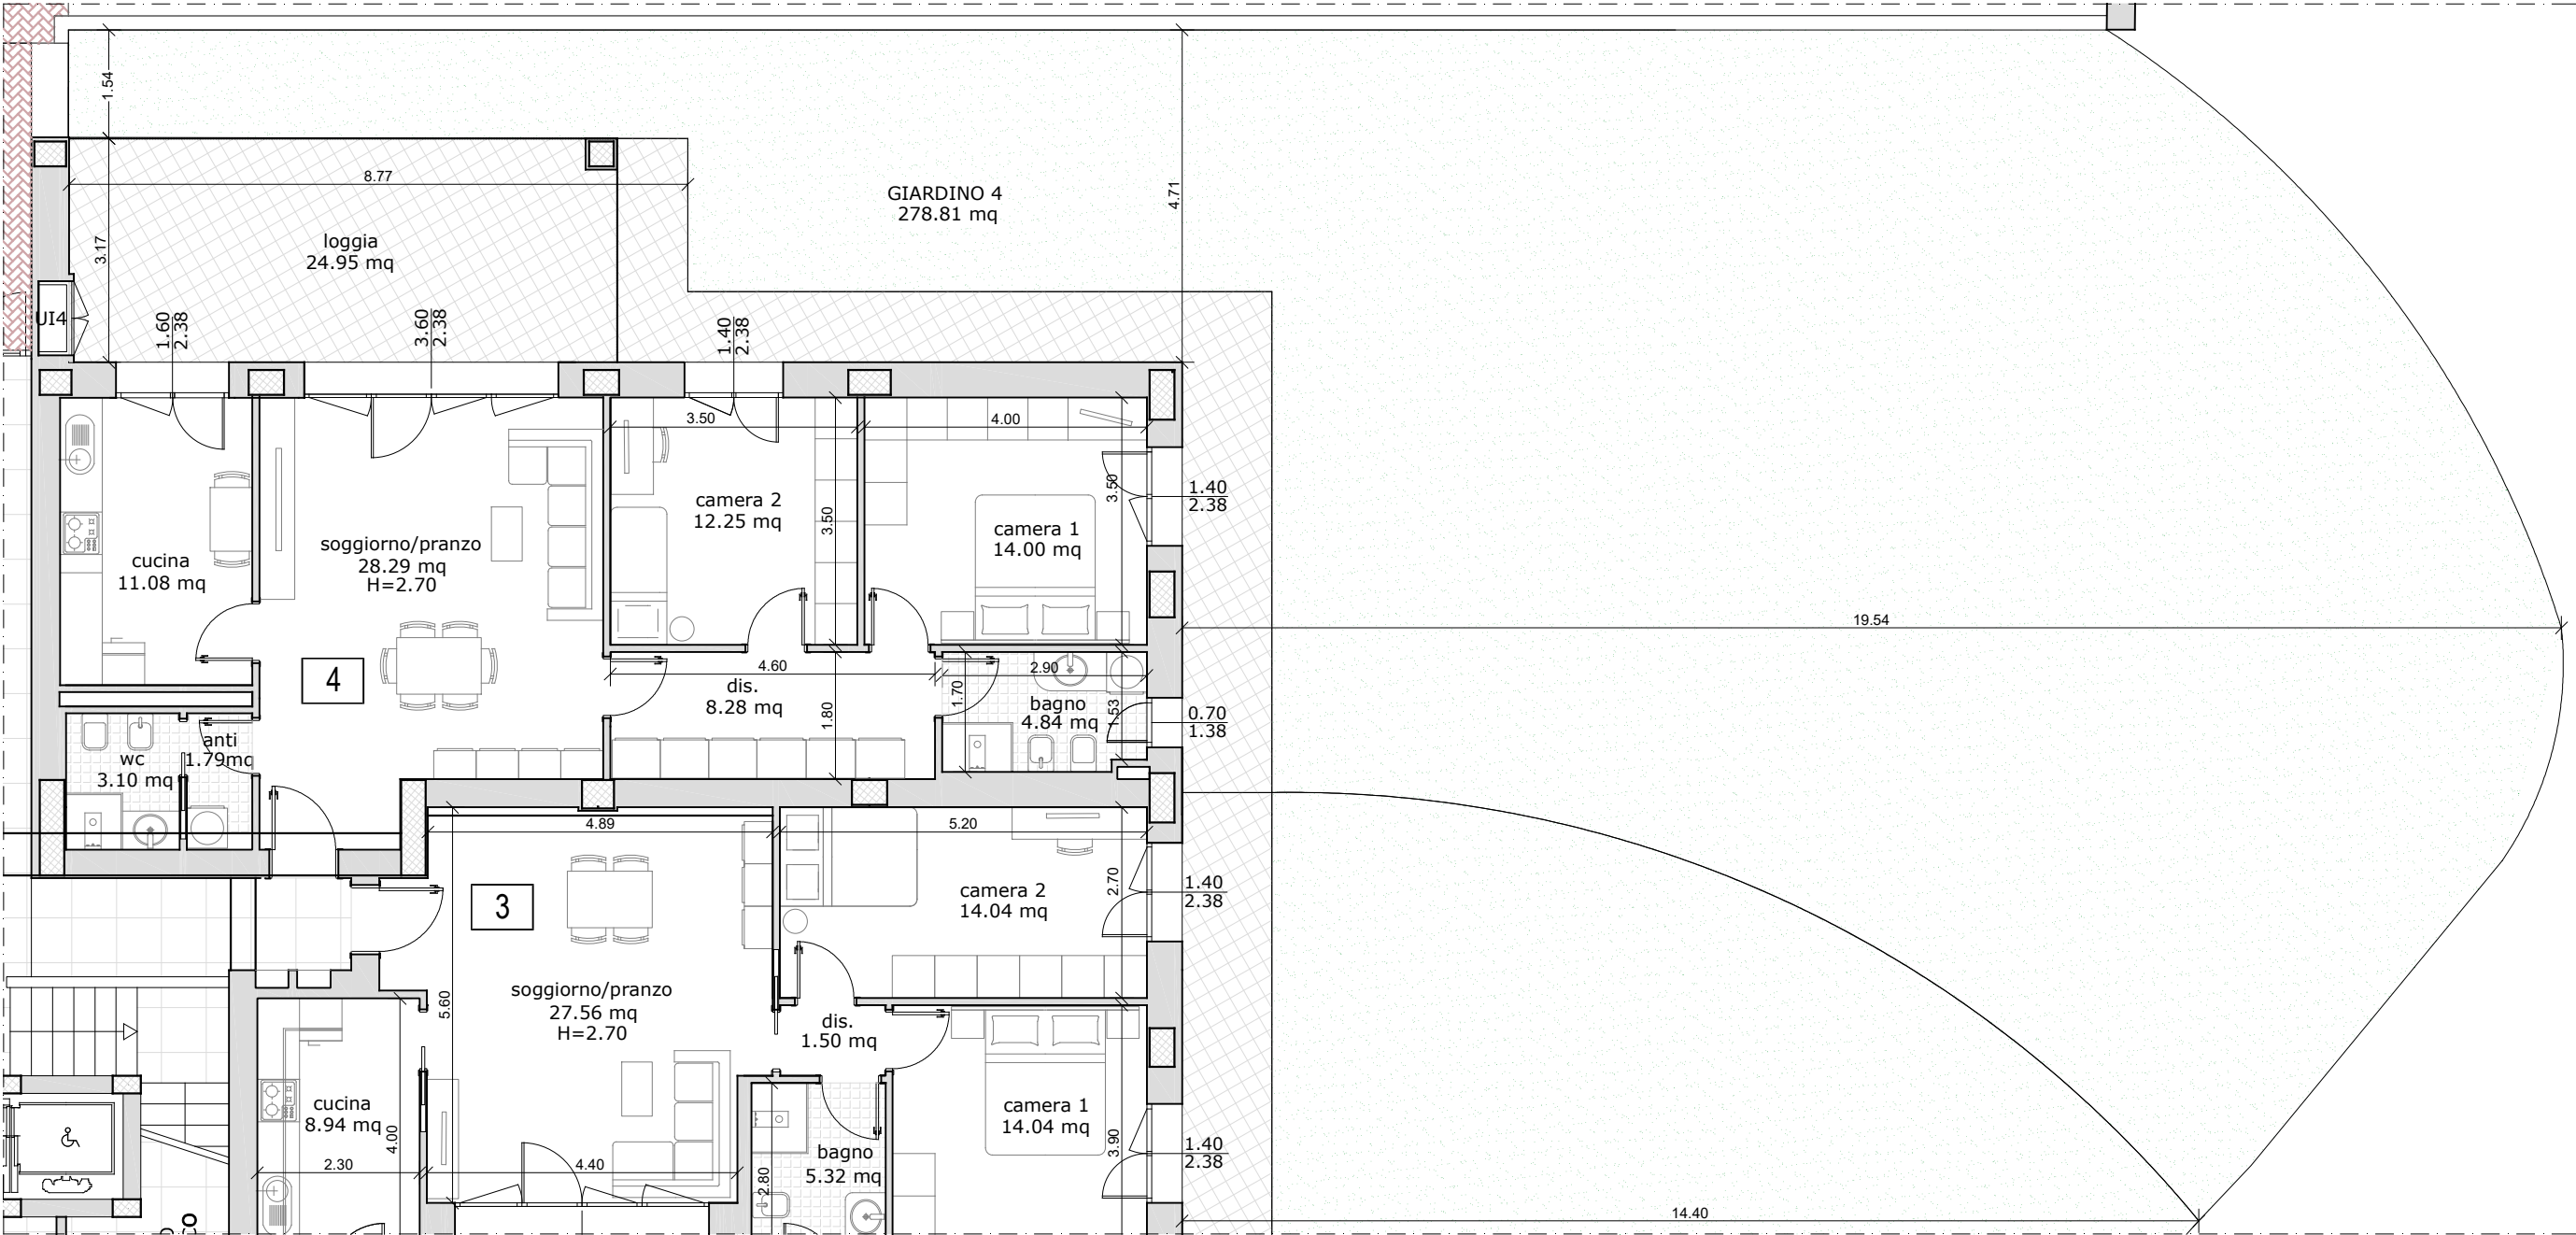 1.54
8.77
GIARDINO 4
278.81 mq
4.71
loggia
24.95 mq
3.17
UI4
1.60
2.38
3.60
2.38
1.40
2.38
3.50
4.00
camera 2
12.25 mq
3.50
camera 1
14.00 mq
3.50
1.40
2.38
cucina
11.08 mq
soggiorno/pranzo
28.29 mq
H=2.70
19.54
4
4.60
dis.
8.28 mq
1.80
2.90
1.70
bagno
4.84 mq
1.53
0.70
1.38
anti
1.79mq
wc
3.10 mq
4.89
5.20
3
camera 2
14.04 mq
2.70
1.40
2.38
soggiorno/pranzo
27.56 mq
H=2.70
5.60
dis.
1.50 mq
cucina
8.94 mq
4.00
camera 1
14.04 mq
3.90
1.40
2.38
bagno
5.32 mq
2.80
2.30
4.40
14.40